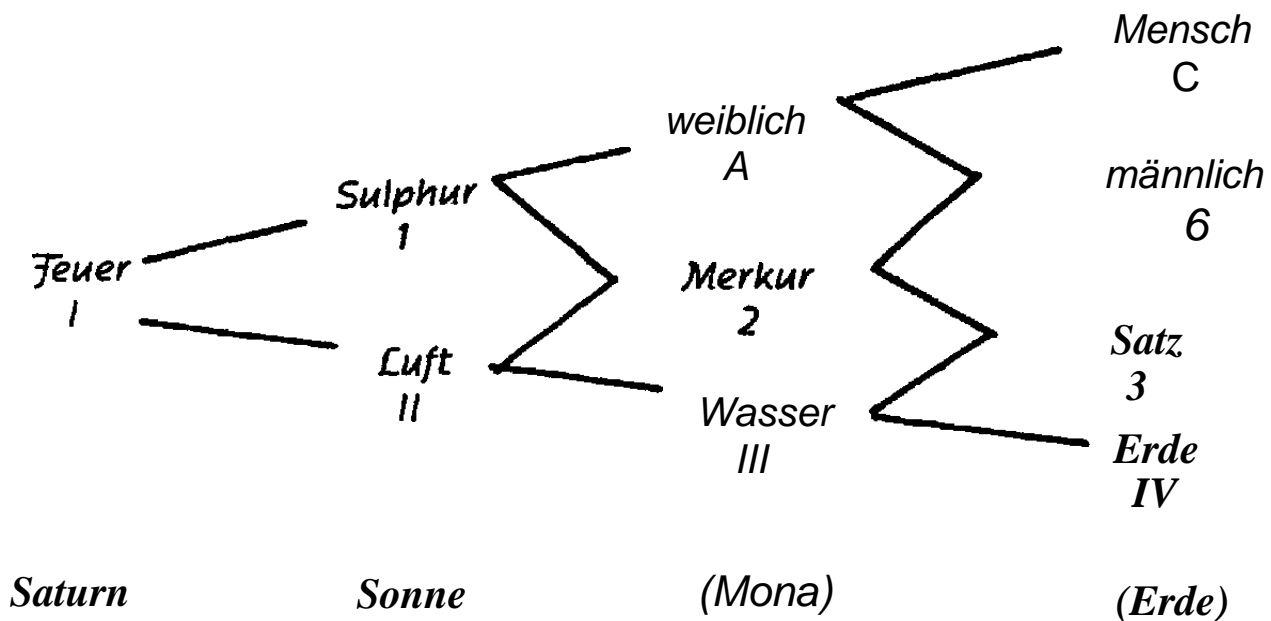 Mensch
C
weiblich
A
männlich
6
Sulphur
1
Feuer
I
Merkur
2
Satz
3
Luft
II
Wasser
III
Erde
IV
Saturn
Sonne
(Mona)
(Erde)